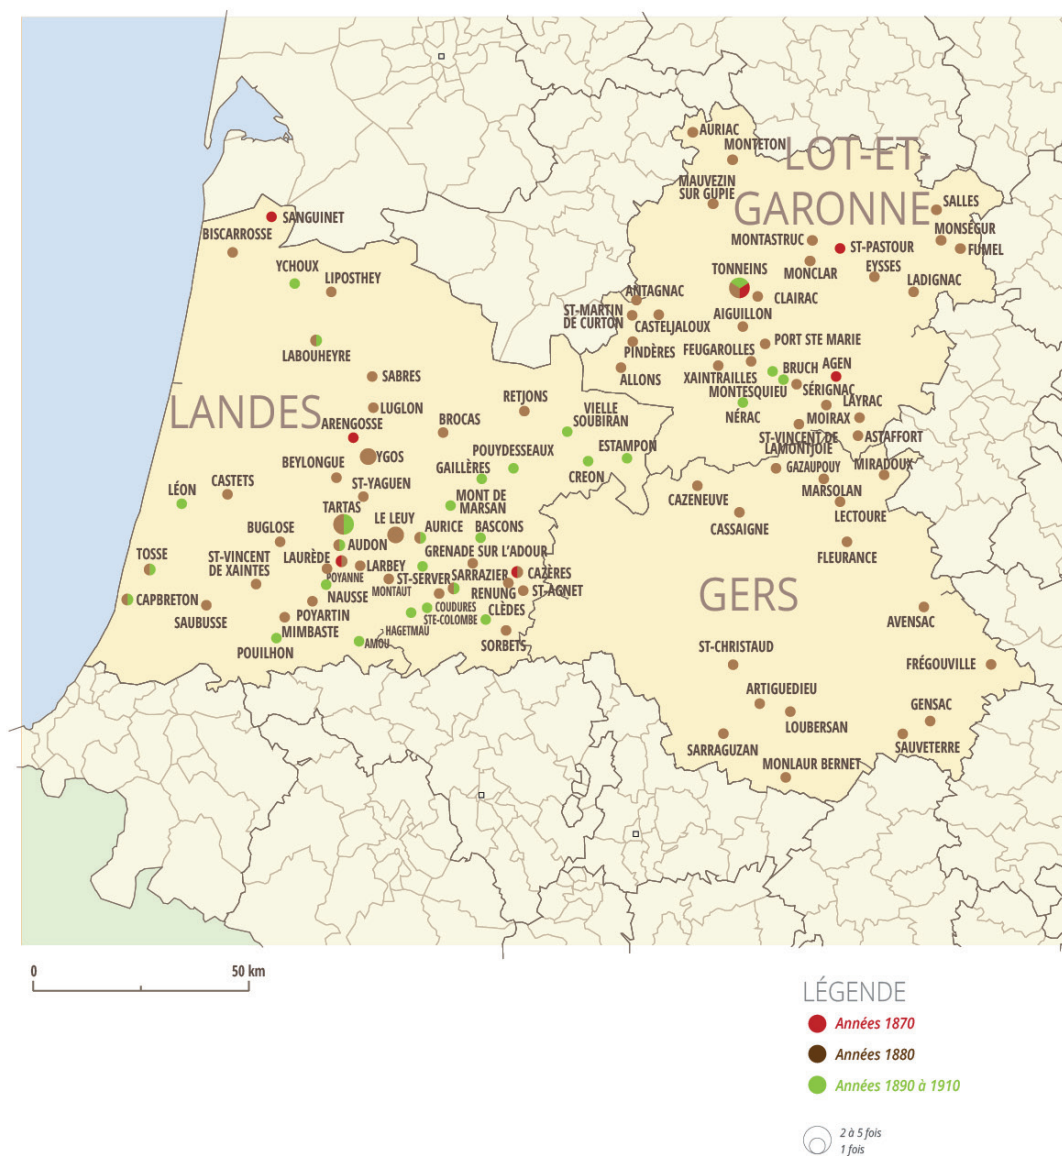 AURIAC
MONTETON
LOT-ET-
GARONNE
MAUVEZIN
SUR GUPIE
SALLES
MONSÉGUR
FUMEL
MONTASTRUC
ST-PASTOUR
MONCLAR
EYSSES
LADIGNAC
TONNEINS
CLAIRAC
ANTAGNAC
ST-MARTIN
DE CURTON
CASTELJALOUX
AIGUILLON
PORT STE MARIE
PINDÈRES
ALLONS
FEUGAROLLES
XAINTRAILLES
BRUCH
AGEN
MONTESQUIEU
SÉRIGNAC
NÉRAC
MOIRAX
LAYRAC
ST-VINCENT DE
LAMONTJOIE
ASTAFFORT
SANGUINET
BISCARROSSE
YCHOUX
LIPOSTHEY
LABOUHEYRE
SABRES
LANDES
LUGLON
ARENGOSSE
BROCAS
RETJONS
VIELLE
SOUBIRAN
YGOS
POUYDESSEAUX
ESTAMPON
BEYLONGUE
GAILLÈRES
CREON
CASTETS
ST-YAGUEN
LÉON
MONT DE
MARSAN
TARTAS
LE LEUY
BUGLOSE
AUDON
AURICE
BASCONS
TOSSE
ST-VINCENT
DE XAINTES
LAURÈDE
LARBEY
GRENADE SUR L'ADOUR
POYANNE
MONTAUT
ST-SERVER
SARRAZIER
CAZÈRES
CAPBRETON
NAUSSE
RENUNG
ST-AGNET
SAUBUSSE
POYARTIN
COUDURES
STE-COLOMBE
CLÈDES
MIMBASTE
HAGETMAU
POUILHON
AMOU
SORBETS
GAZAUPOUY
MIRADOUX
CAZENEUVE
MARSOLAN
CASSAIGNE
LECTOURE
FLEURANCE
GERS
AVENSAC
ST-CHRISTAUD
FRÉGOUVILLE
ARTIGUEDIEU
GENSAC
LOUBERSAN
SARRAGUZAN
SAUVETERRE
MONLAUR BERNET
0
50 km
LÉGENDE
Années 1870
Années 1880
Années 1890 à 1910
2 à 5 fois
1 fois